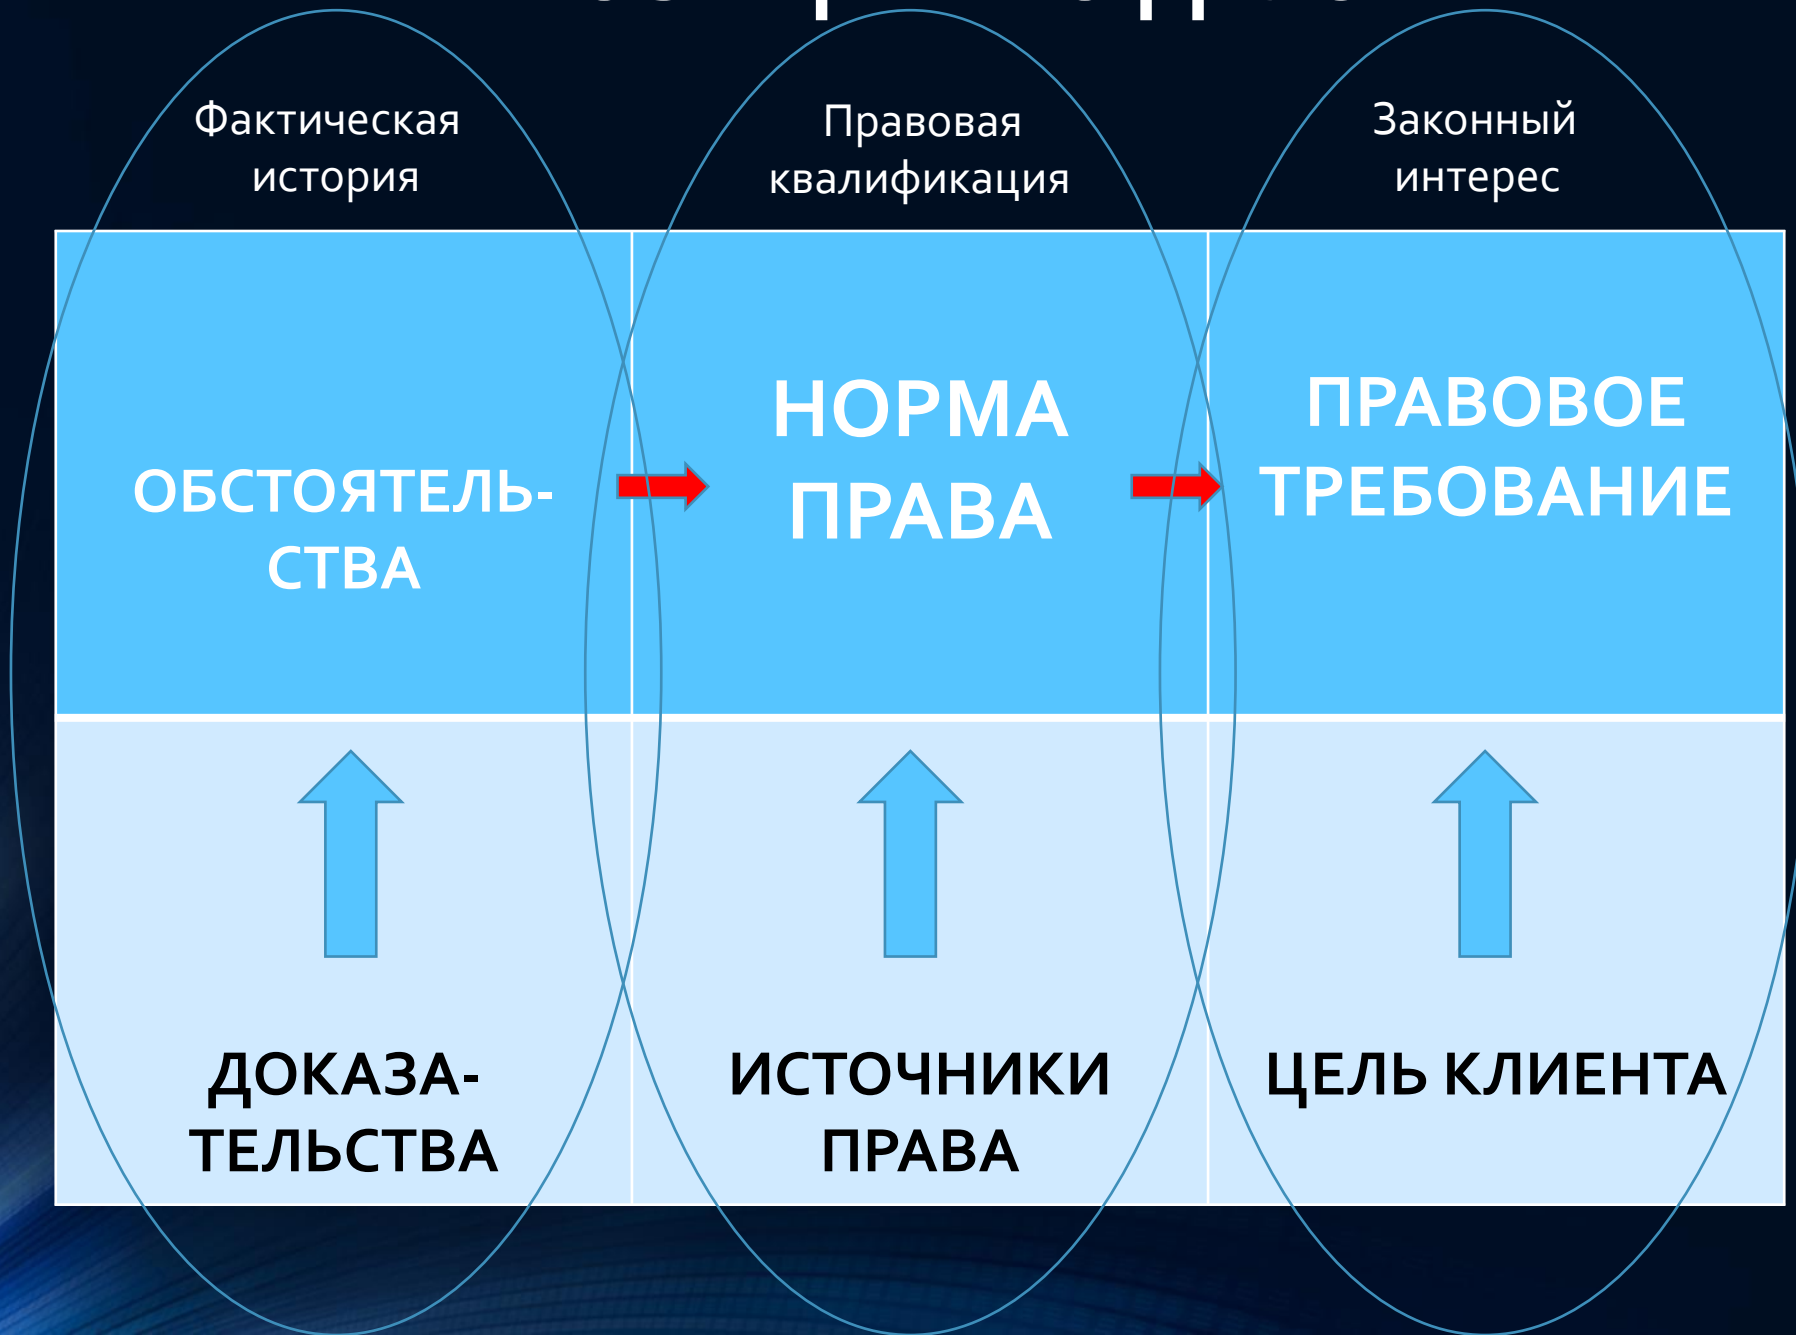 Фактическая
история
Правовая
квалификация
Законный
интерес
ОБСТОЯТЕЛЬ-
СТВА
НОРМА
ПРАВА
ПРАВОВОЕ
ТРЕБОВАНИЕ
ДОКАЗА-
ТЕЛЬСТВА
ИСТОЧНИКИ
ПРАВА
ЦЕЛЬ КЛИЕНТА